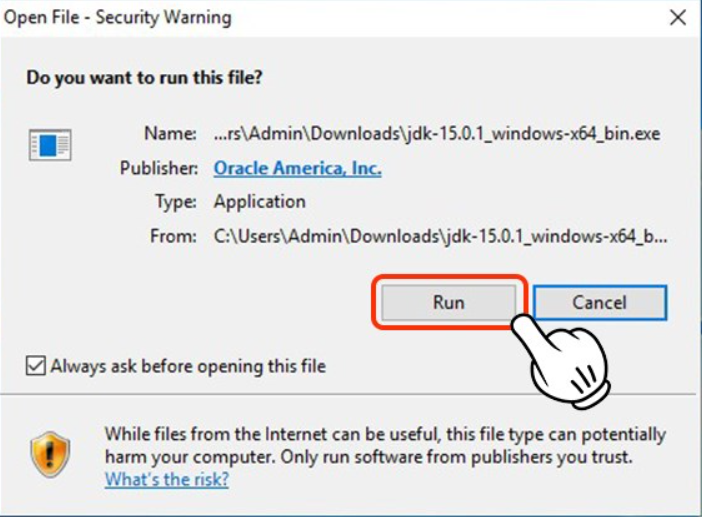 Open File - Security Warning
Do you want to run this file?
Name: ...rs\Admin\Downloads\jdk-15.0.1_windows-x64_bin.exe
Publisher: Oracle America, Inc.
Type: Application
From: C:\Users\Admin\Downloads\jdk-15.0.1_windows-x64_b...
Run Cancel
Always ask before opening this file
While files from the Internet can be useful, this file type can potentially
harm your computer. Only run software from publishers you trust.
What's the risk?